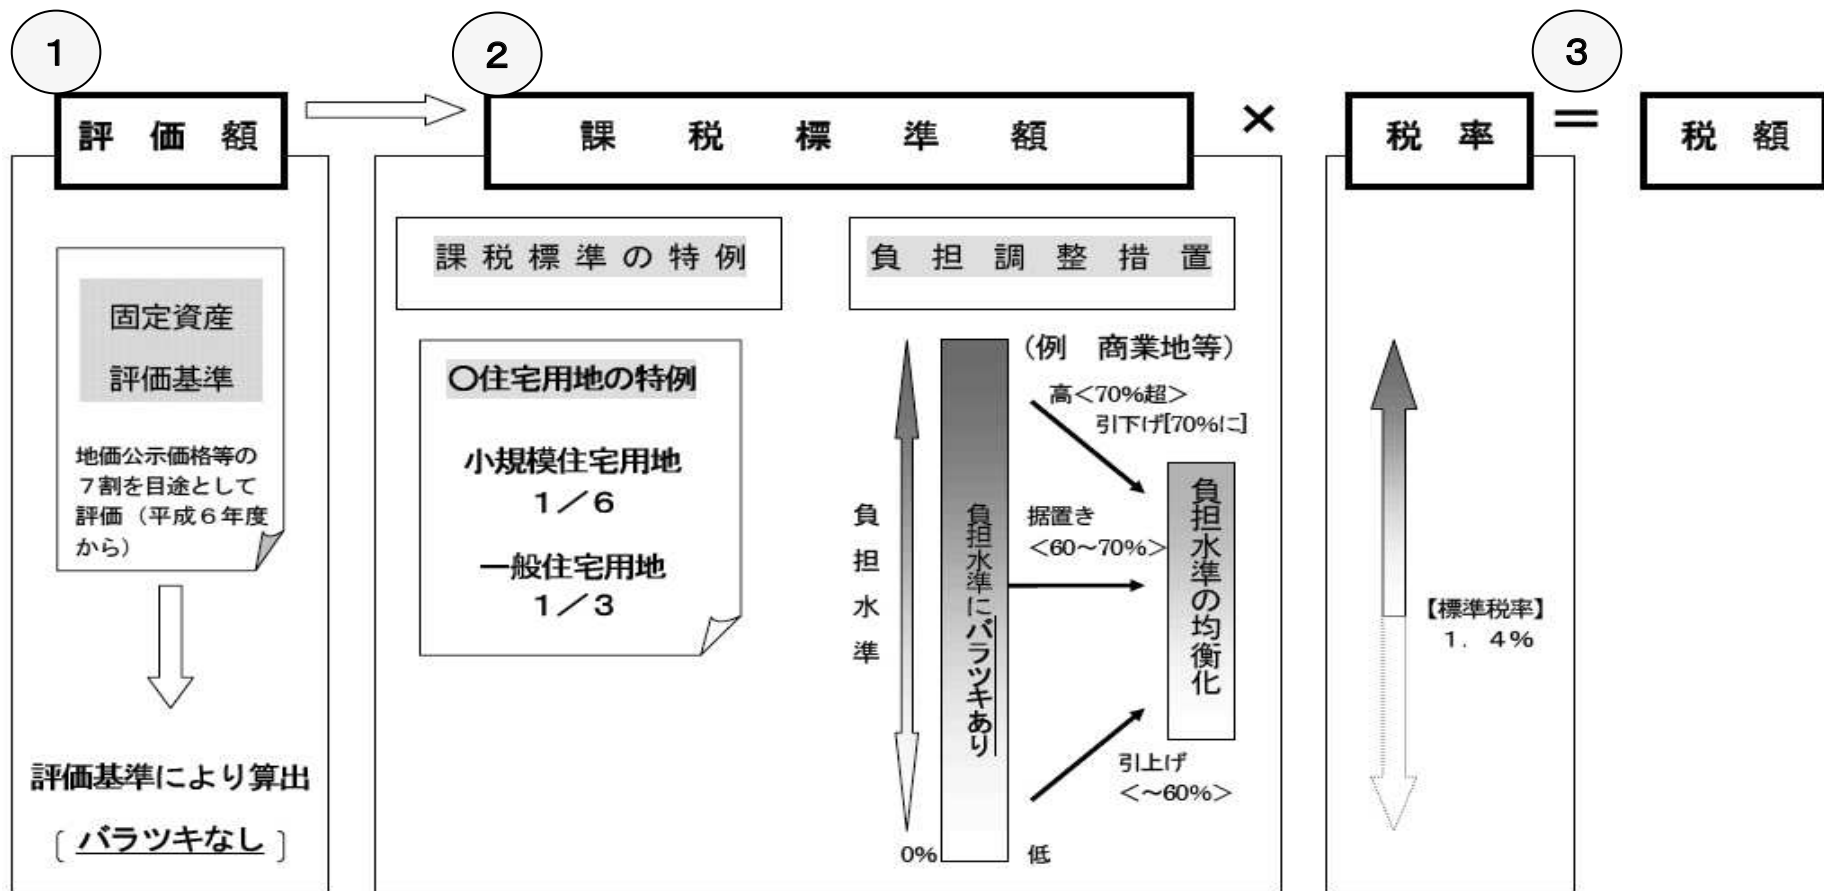 1
2
3
評価額
課税標準額
×
税率
＝
税額
固定資産
評価基準
地価公示価格等の
７割を目途として
評価（平成６年度
から）
評価基準により算出
〔 バラツキなし 〕
課税標準の特例
〇住宅用地の特例
小規模住宅用地
１／６
一般住宅用地
１／３
負担調整措置
（例　商業地等）
負担水準
0%
負担水準にバラツキあり
高＜70%超＞
引下げ[70%に]
据置き
＜60～70%＞
引上げ
＜～60%＞
低
負担水準の均衡化
【標準税率】
１．４％